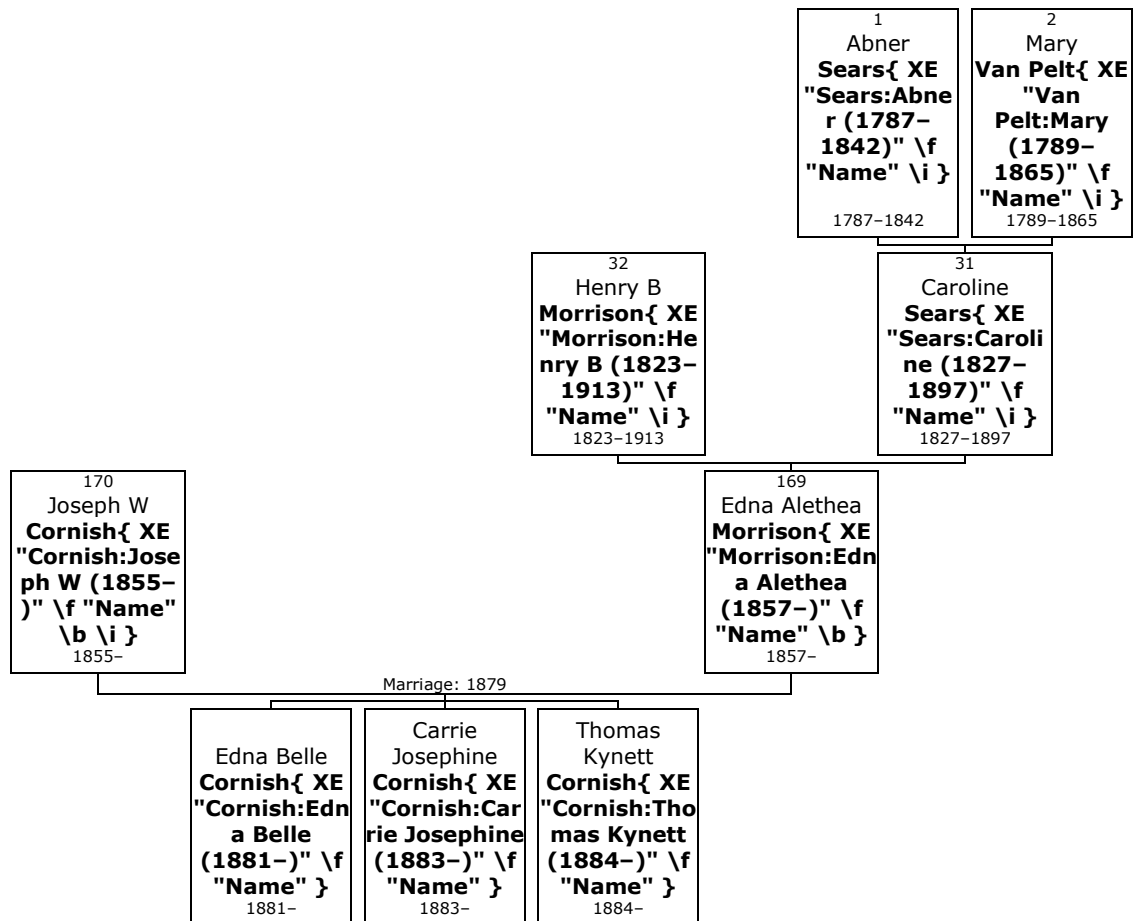 1
Abner
Sears{ XE
"Sears:Abne
r (1787–
1842)" \f
"Name" \i }
1787–1842
2
Mary
Van Pelt{ XE
"Van
Pelt:Mary
(1789–
1865)" \f
"Name" \i }
1789–1865
32
Henry B
Morrison{ XE
"Morrison:He
nry B (1823–
1913)" \f
"Name" \i }
1823–1913
31
Caroline
Sears{ XE
"Sears:Caroli
ne (1827–
1897)" \f
"Name" \i }
1827–1897
170
Joseph W
Cornish{ XE
"Cornish:Jose
ph W (1855–
)" \f "Name"
\b \i }
1855–
169
Edna Alethea
Morrison{ XE
"Morrison:Edn
a Alethea
(1857–)" \f
"Name" \b }
1857–
Marriage: 1879
Edna Belle
Cornish{ XE
"Cornish:Edn
a Belle
(1881–)" \f
"Name" }
1881–
Carrie
Josephine
Cornish{ XE
"Cornish:Car
rie Josephine
(1883–)" \f
"Name" }
1883–
Thomas
Kynett
Cornish{ XE
"Cornish:Tho
mas Kynett
(1884–)" \f
"Name" }
1884–